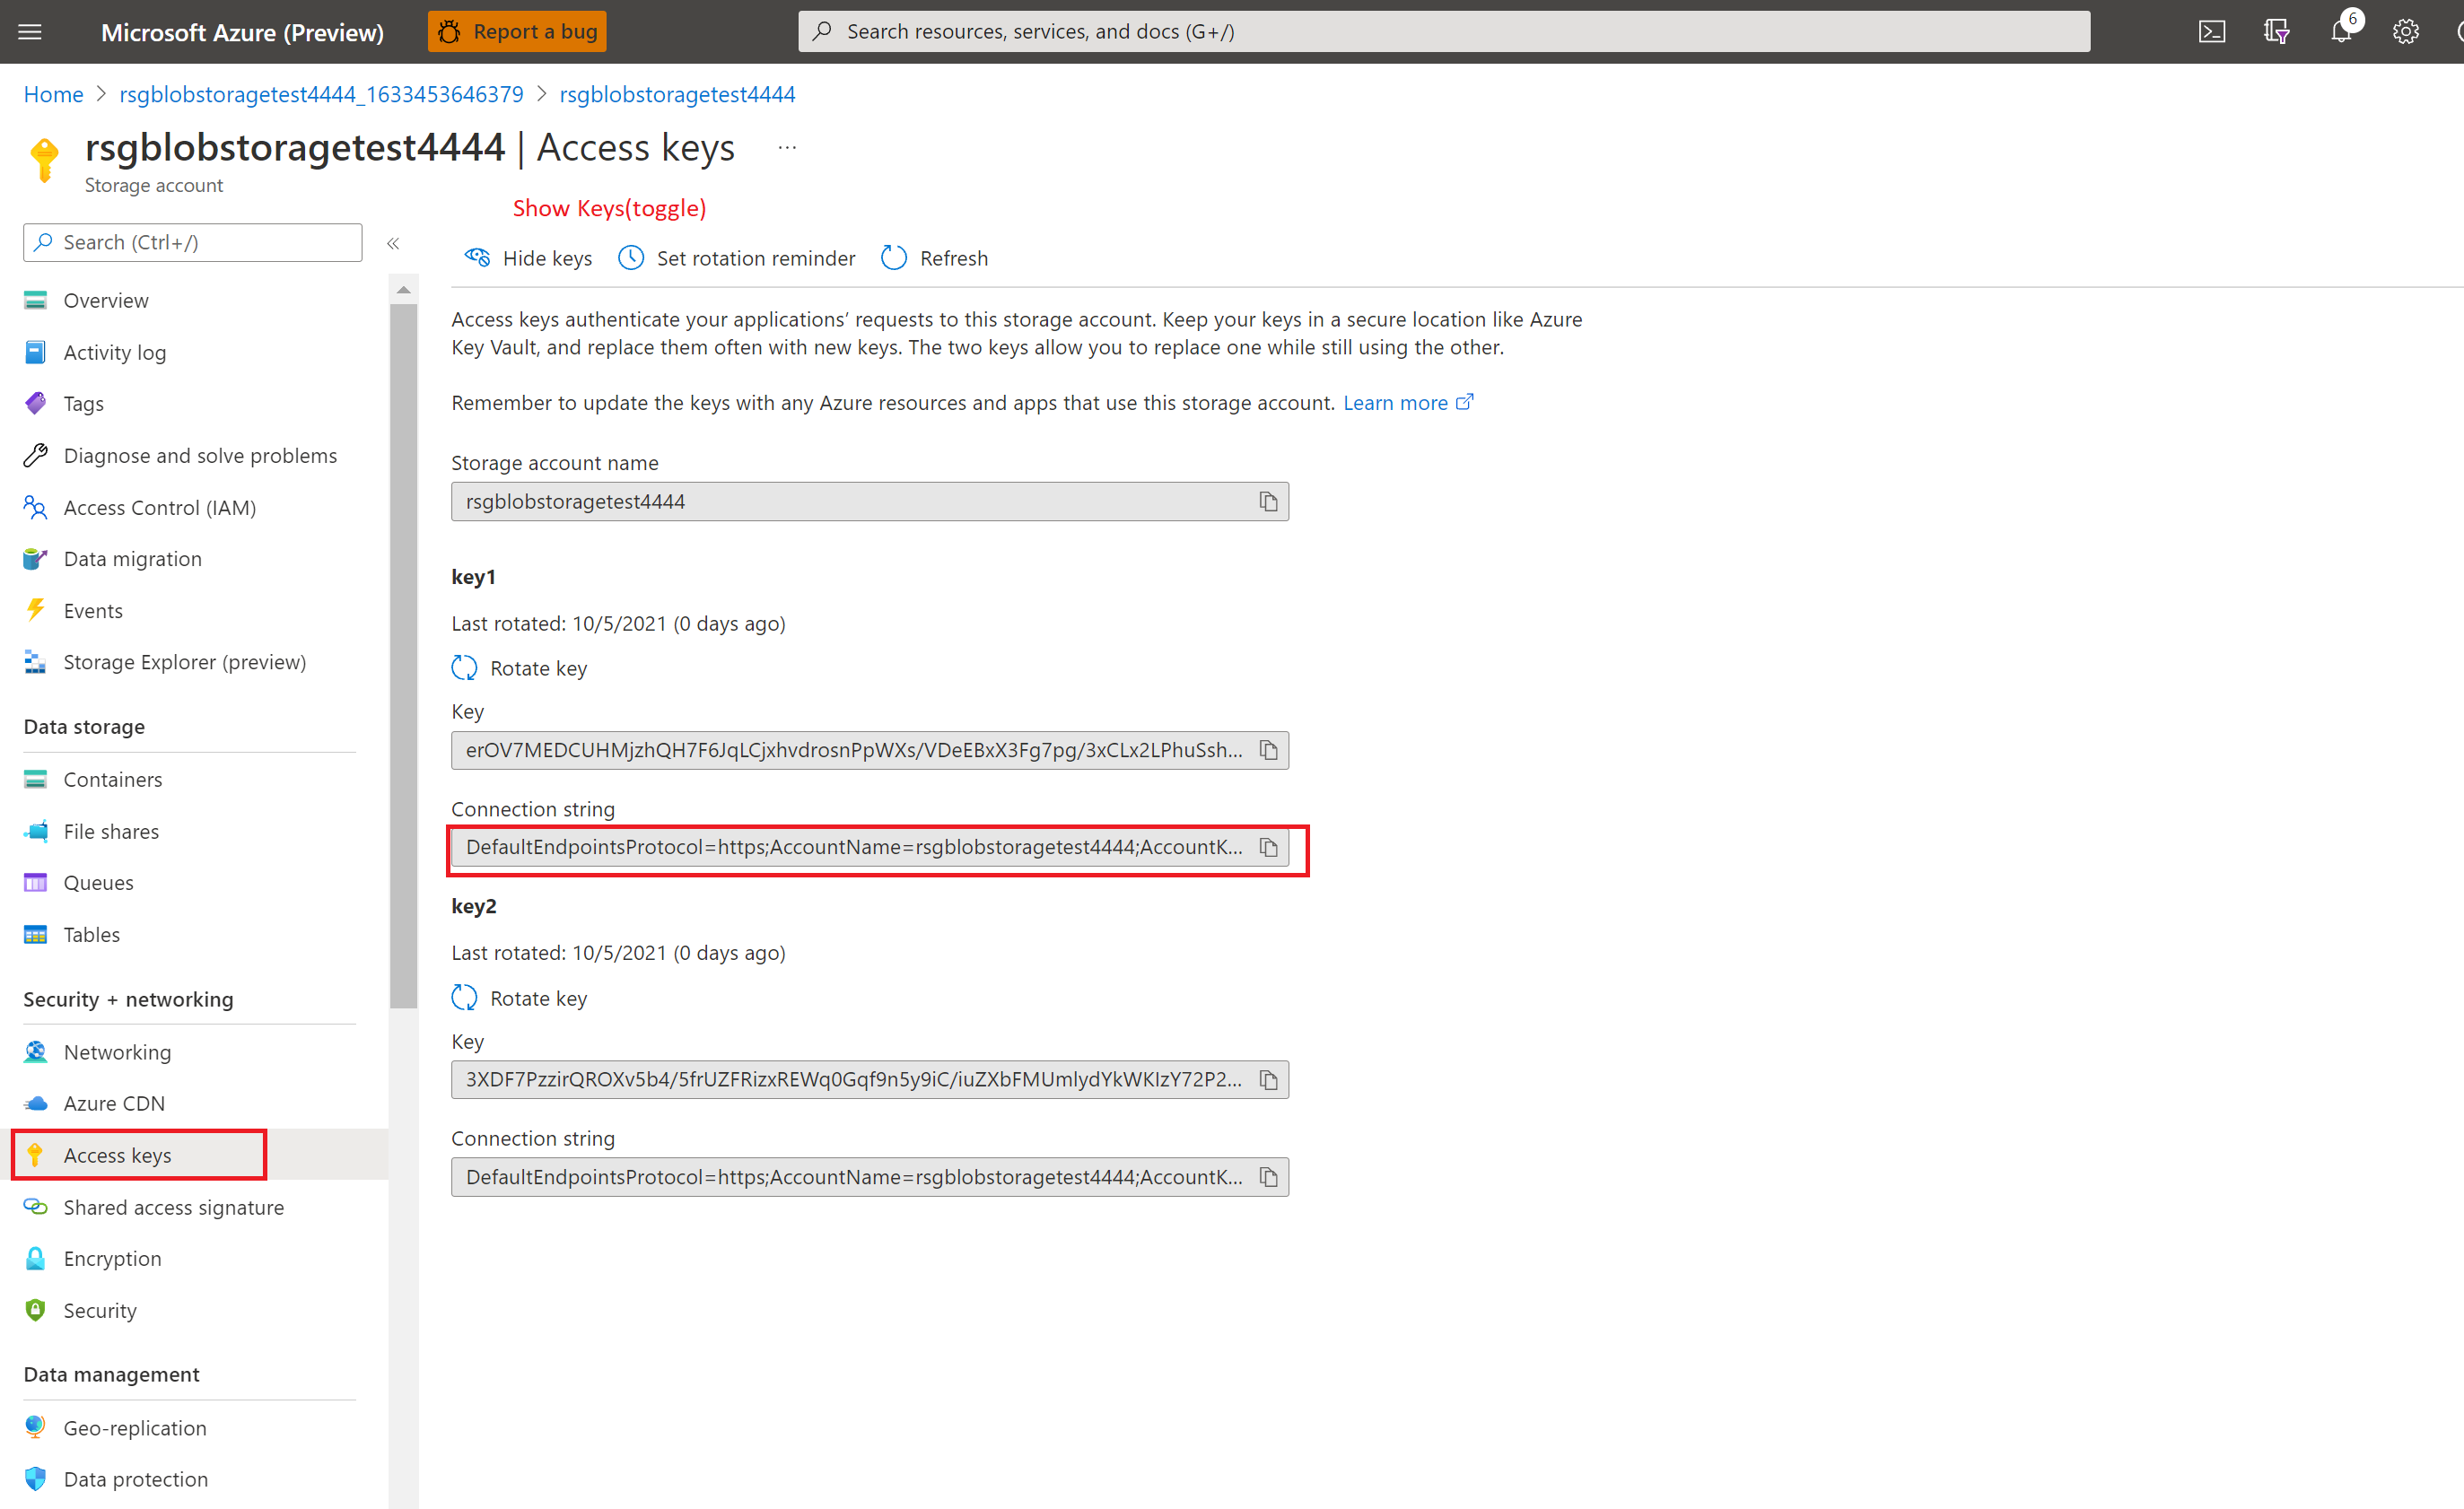 Microsoft Azure (Preview)
Report a bug
Search resources, services, and docs (G+/)
6
Home > rsgblobstoragetest4444_1633453646379 > rsgblobstoragetest4444
rsgblobstoragetest4444 | Access keys ...
Storage account
Show Keys(toggle)
Search (Ctrl+/)
«
Hide keys
Set rotation reminder
Refresh
Overview
Activity log
Tags
Diagnose and solve problems
Access Control (IAM)
Data migration
Events
Storage Explorer (preview)
Data storage
Containers
File shares
Queues
Tables
Security + networking
Networking
Azure CDN
Access keys
Shared access signature
Encryption
Security
Data management
Geo-replication
Data protection
Access keys authenticate your applications’ requests to this storage account. Keep your keys in a secure location like Azure
Key Vault, and replace them often with new keys. The two keys allow you to replace one while still using the other.
Remember to update the keys with any Azure resources and apps that use this storage account. Learn more
Storage account name
rsgblobstoragetest4444
key1
Last rotated: 10/5/2021 (0 days ago)
Rotate key
Key
erOV7MEDCUHMjzhQH7F6JqLCjxhvdrosnPpWXs/VDeEBxX3Fg7pg/3xCLx2LPhuSsh...
Connection string
DefaultEndpointsProtocol=https;AccountName=rsgblobstoragetest4444;AccountK...
key2
Last rotated: 10/5/2021 (0 days ago)
Rotate key
Key
3XDF7PzzirQROXv5b4/5frUZFRizxREWq0Gqf9n5y9iC/iuZXbFMUmlydYkWKIzY72P2...
Connection string
DefaultEndpointsProtocol=https;AccountName=rsgblobstoragetest4444;AccountK...